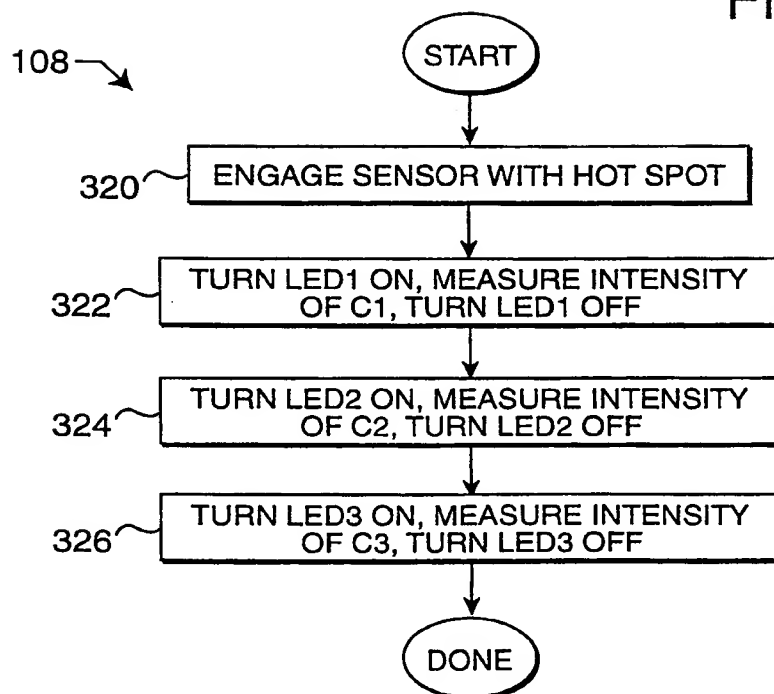 START
108
320
ENGAGE SENSOR WITH HOT SPOT
322
TURN LED1 ON, MEASURE INTENSITY
OF C1, TURN LED1 OFF
324
TURN LED2 ON, MEASURE INTENSITY
OF C2, TURN LED2 OFF
326
TURN LED3 ON, MEASURE INTENSITY
OF C3, TURN LED3 OFF
DONE